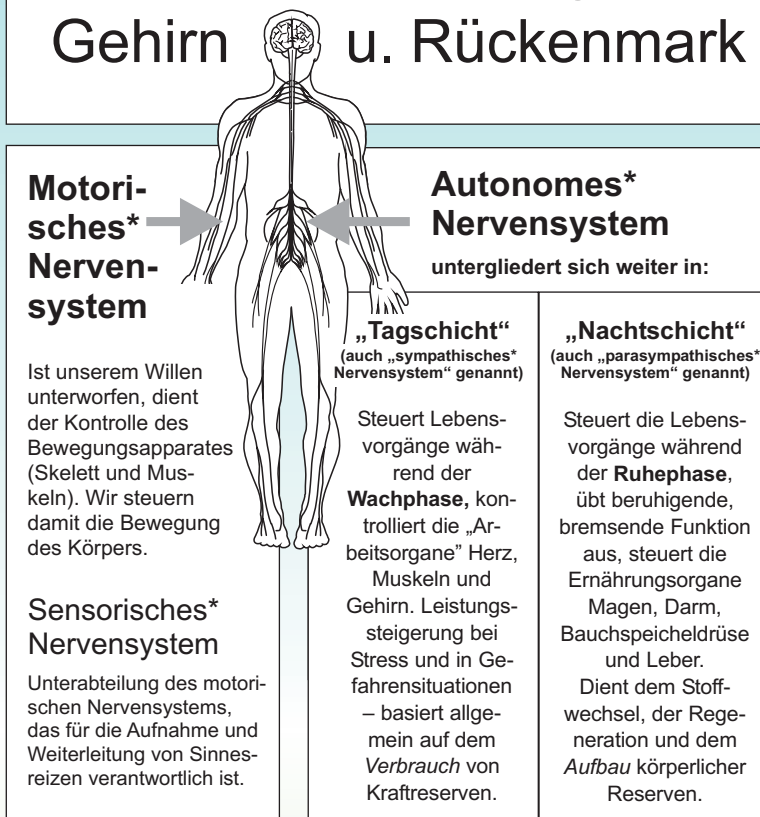 Gehirn u. Rückenmark
Motori-
sches*
Nerven-
system
Ist unserem Willen
unterworfen, dient
der Kontrolle des
Bewegungsapparates
(Skelett und Mus-
keln). Wir steuern
damit die Bewegung
des Körpers.
Sensorisches*
Nervensystem
Unterabteilung des motori-
schen Nervensystems,
das für die Aufnahme und
Weiterleitung von Sinnes-
reizen verantwortlich ist.
Autonomes*
Nervensystem
untergliedert sich weiter in:
„Tagschicht“
(auch „sympathisches*
Nervensystem“ genannt)
Steuert Lebens-
vorgänge wäh-
rend der
Wachphase, kon-
trolliert die „Ar-
beitsorgane” Herz,
Muskeln und
Gehirn. Leistungs-
steigerung bei
Stress und in Ge-
fahrensituationen
– basiert allge-
mein auf dem
Verbrauch von
Kraftreserven.
„Nachtschicht“
(auch „parasympathisches*
Nervensystem“ genannt)
Steuert die Lebens-
vorgänge während
der Ruhephase,
übt beruhigende,
bremsende Funktion
aus, steuert die
Ernährungsorgane
Magen, Darm,
Bauchspeicheldrüse
und Leber.
Dient dem Stoff-
wechsel, der Rege-
neration und dem
Aufbau körperlicher
Reserven.